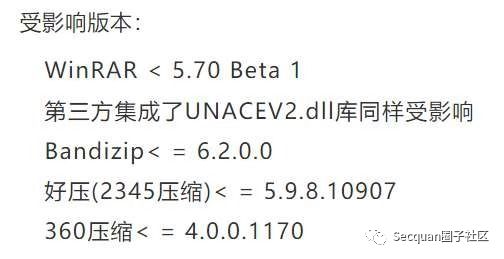 受影响版本：
WinRAR < 5.70 Beta 1
第三方集成了UNACEV2.dll库同样受影响
Bandizip< = 6.2.0.0
好压(2345压缩)< = 5.9.8.10907
360压缩< = 4.0.0.1170
Secquan圈子社区